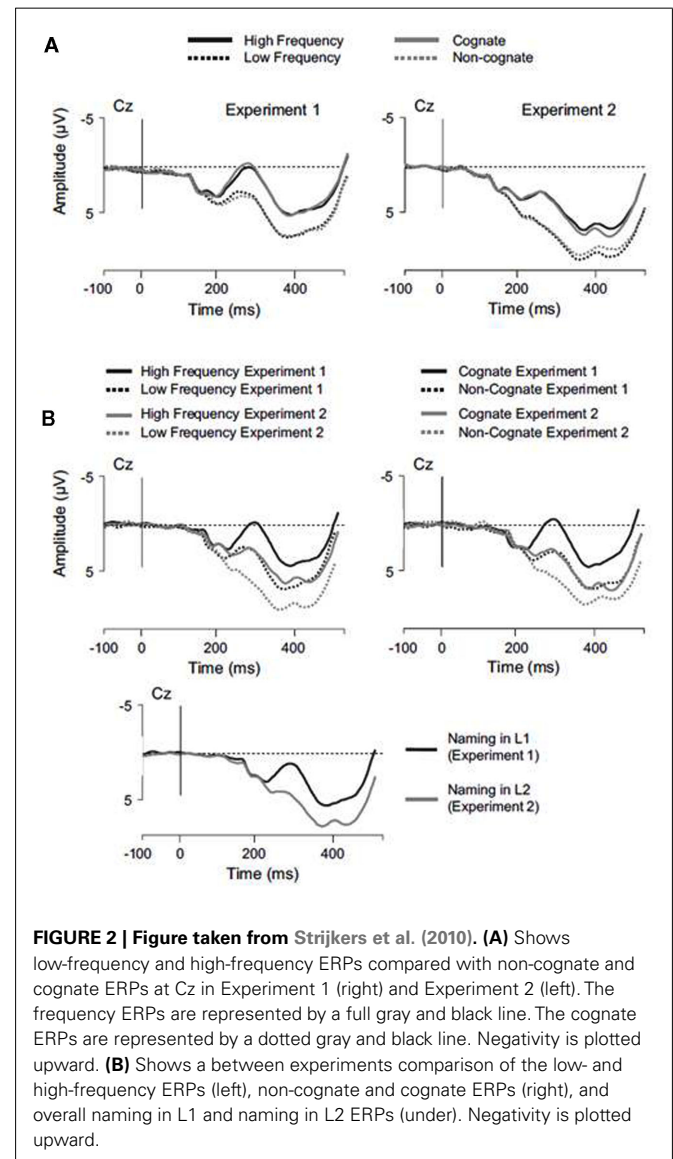 A
High Frequency
Low Frequency
Cognate
Non-cognate
Cz
Experiment 1
Cz
Experiment 2
Amplitude (µV)
-5
5
-5
5
-100 0 200 400
Time (ms)
-100 0 200 400
Time (ms)
High Frequency Experiment 1
Low Frequency Experiment 1
High Frequency Experiment 2
Low Frequency Experiment 2
Cognate Experiment 1
Non-Cognate Experiment 1
Cognate Experiment 2
Non-Cognate Experiment 2
B
Cz
Cz
Amplitude (µV)
-5
5
-5
5
-100 0 200 400
Time (ms)
-100 0 200 400
Time (ms)
Cz
-5
5
-100 0 200 400
Time (ms)
Naming in L1
(Experiment 1)
Naming in L2
(Experiment 2)
FIGURE 2 | Figure taken from Strijkers et al. (2010). (A) Shows
low-frequency and high-frequency ERPs compared with non-cognate and
cognate ERPs at Cz in Experiment 1 (right) and Experiment 2 (left). The
frequency ERPs are represented by a full gray and black line. The cognate
ERPs are represented by a dotted gray and black line. Negativity is plotted
upward. (B) Shows a between experiments comparison of the low- and
high-frequency ERPs (left), non-cognate and cognate ERPs (right), and
overall naming in L1 and naming in L2 ERPs (under). Negativity is plotted
upward.